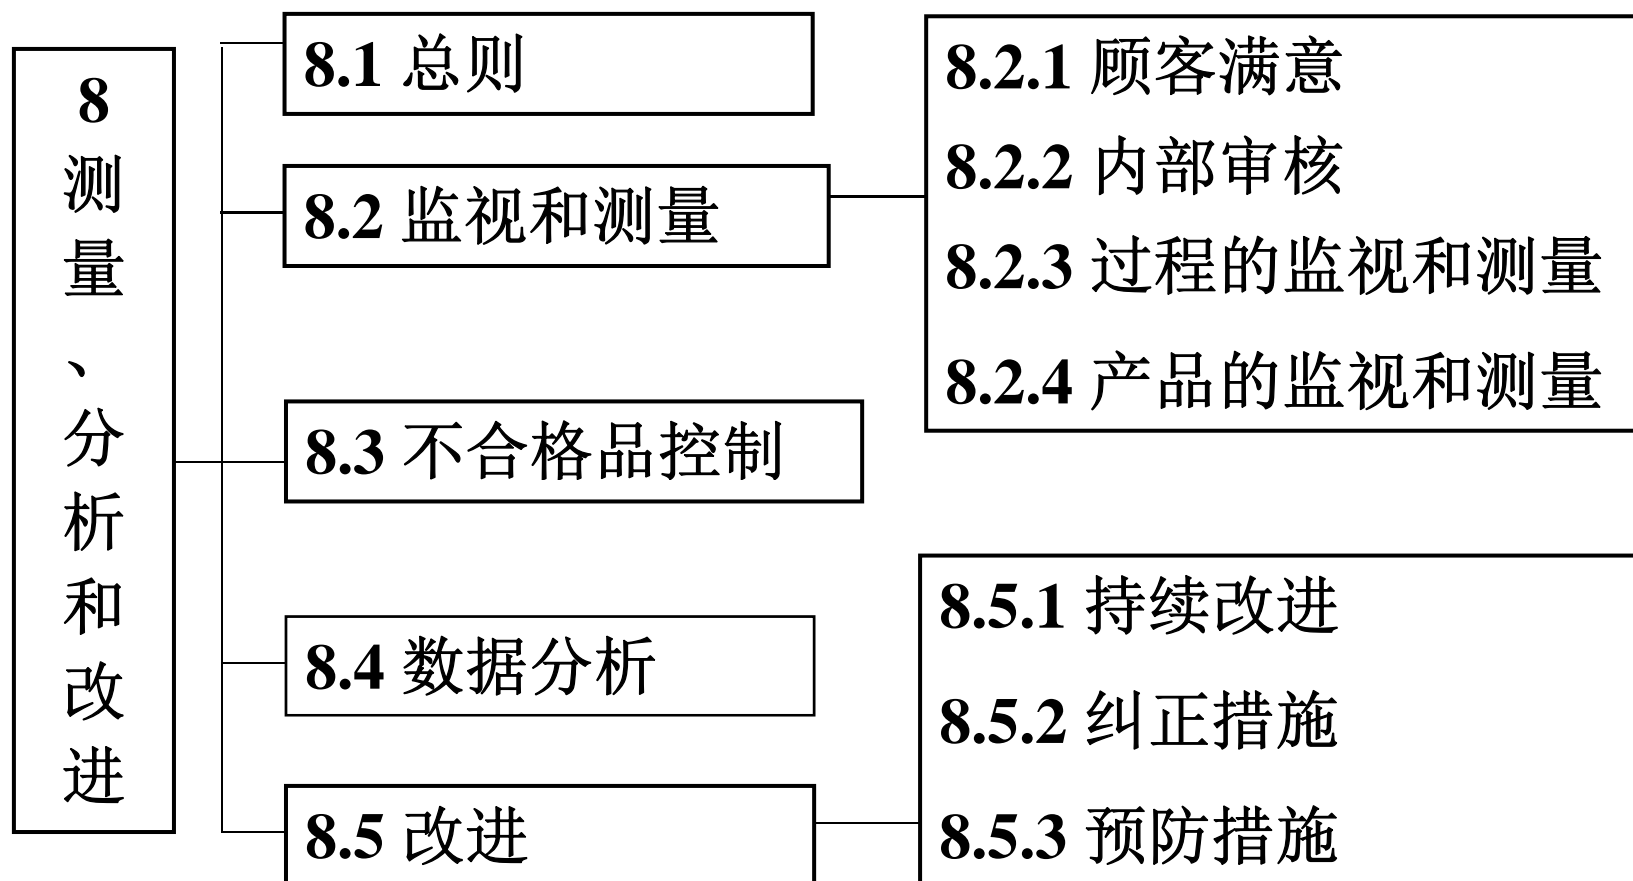 8 测量、分析和改进
8.1 总则
8.2 监视和测量
8.2.1 顾客满意
8.2.2 内部审核
8.2.3 过程的监视和测量
8.2.4 产品的监视和测量
8.3 不合格品控制
8.4 数据分析
8.5 改进
8.5.1 持续改进
8.5.2 纠正措施
8.5.3 预防措施